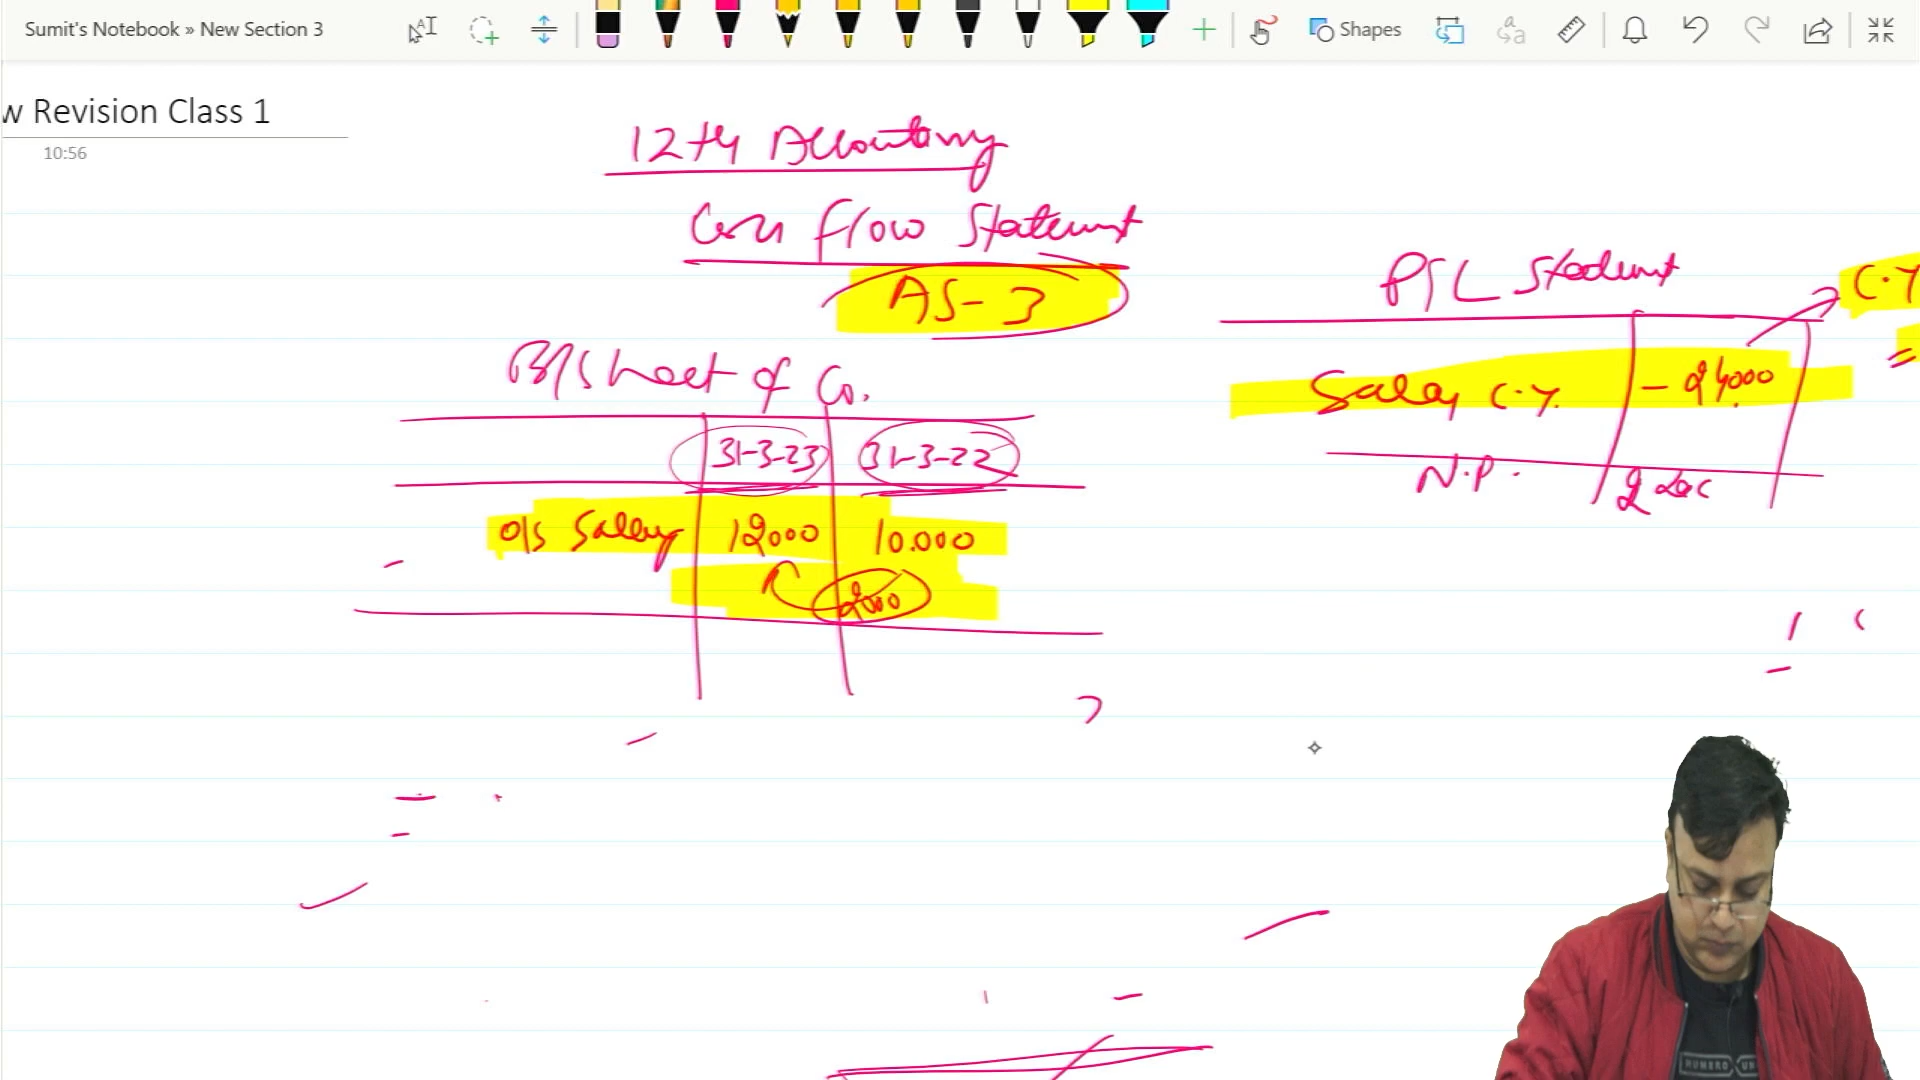 Sumit's Notebook » New Section 3
Shapes
w Revision Class 1
10:56
12th Accountancy
Cash Flow Statement
AS-3
B/Sheet of Co.
31-3-23 31-3-22
O/S Salary 12000 10.000
2000
P&L Statement
C.Y
Salary C.Y. - 24000
=
N.P. 2 Lac